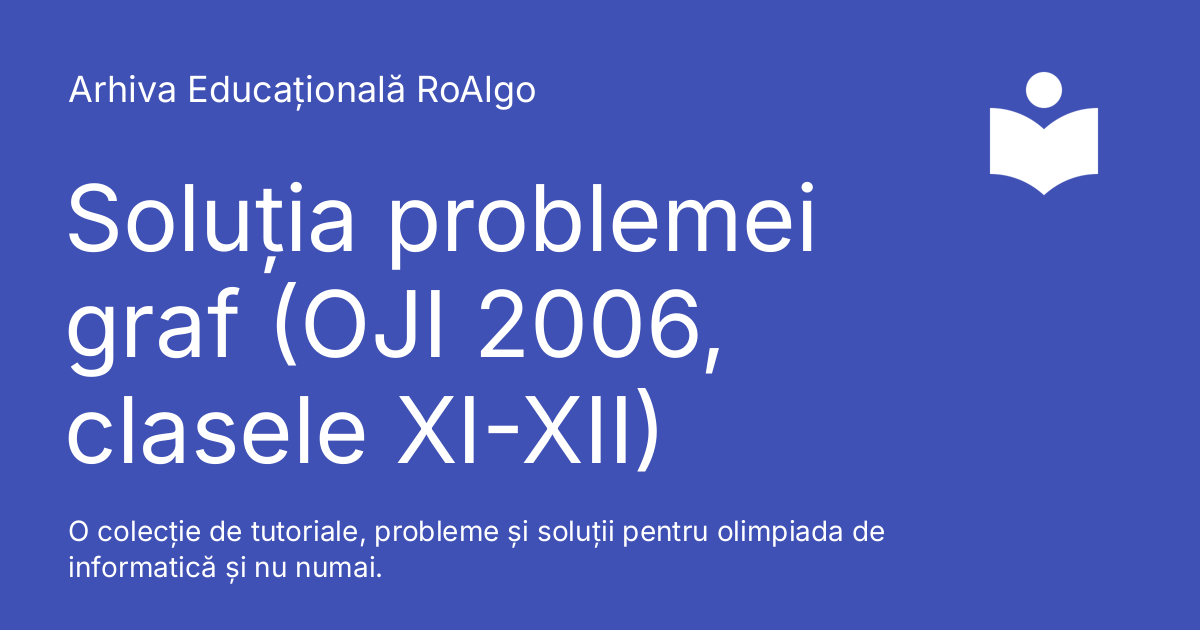 Arhiva Educațională RoAlgo
Soluția problemei
graf (OJI 2006,
clasele XI-XII)
O colecție de tutoriale, probleme și soluții pentru olimpiada de
informatică și nu numai.